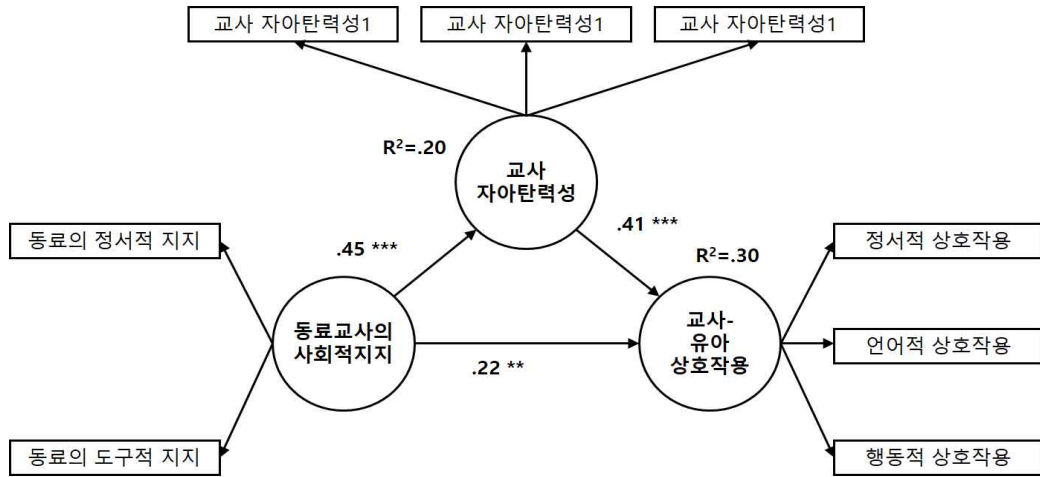 교사 자아탄력성1
교사 자아탄력성1
교사 자아탄력성1
R²=.20
교사
자아탄력성
동료의 정서적 지지
.45 ***
.41 ***
R²=.30
정서적 상호작용
동료교사의
사회적지지
.22 **
교사-
유아
상호작용
언어적 상호작용
동료의 도구적 지지
행동적 상호작용